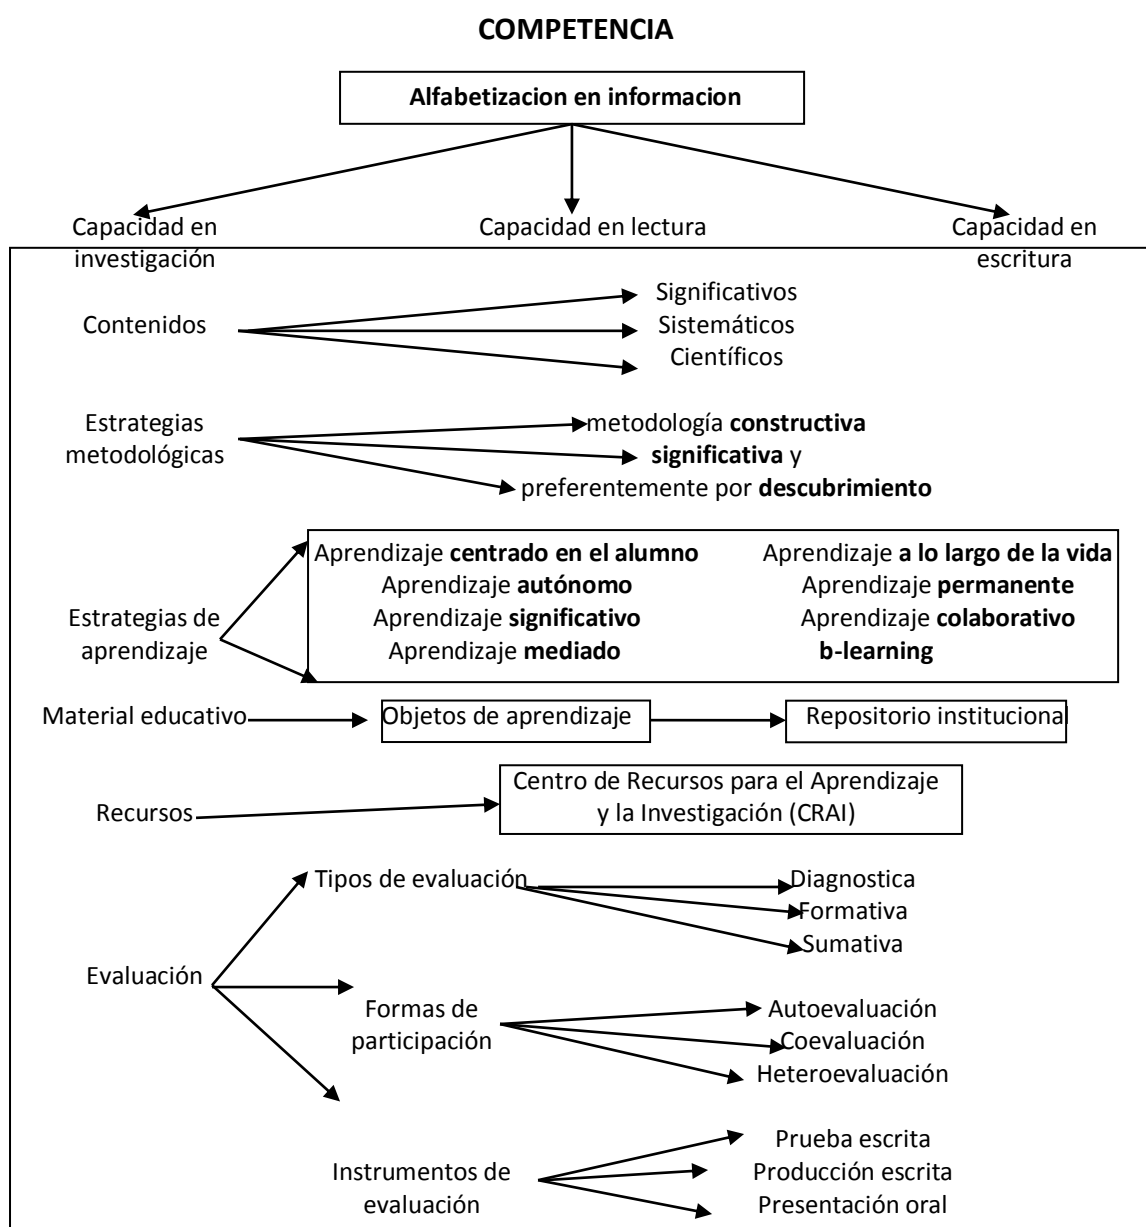 COMPETENCIA
Alfabetizacion en informacion
Capacidad en
investigación
Capacidad en lectura
Capacidad en
escritura
Contenidos
Significativos
Sistemáticos
Científicos
Estrategias
metodológicas
metodología constructiva
significativa y
preferentemente por descubrimiento
Estrategias de
aprendizaje
Aprendizaje centrado en el alumno
Aprendizaje autónomo
Aprendizaje significativo
Aprendizaje mediado
Aprendizaje a lo largo de la vida
Aprendizaje permanente
Aprendizaje colaborativo
b-learning
Material educativo
Objetos de aprendizaje
Repositorio institucional
Recursos
Centro de Recursos para el Aprendizaje
y la Investigación (CRAI)
Evaluación
Tipos de evaluación
Diagnostica
Formativa
Sumativa
Formas de
participación
Autoevaluación
Coevaluación
Heteroevaluación
Instrumentos de
evaluación
Prueba escrita
Producción escrita
Presentación oral